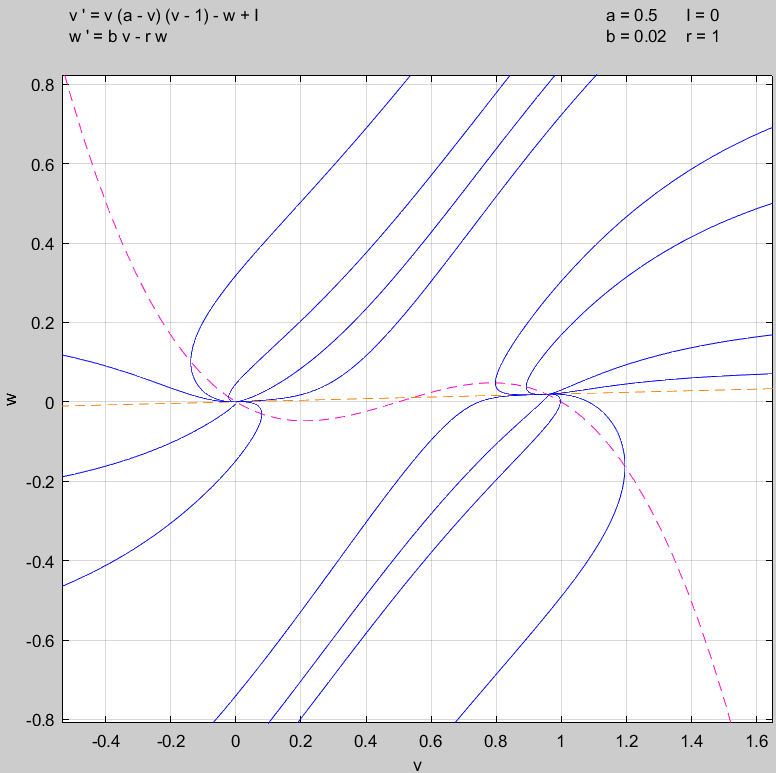 v ' = v (a - v) (v - 1) - w + I
w ' = b v - r w
a = 0.5 I = 0
b = 0.02 r = 1
0.8
0.6
0.4
0.2
0
-0.2
-0.4
-0.6
-0.8
w
-0.4 -0.2 0 0.2 0.4 0.6 0.8 1 1.2 1.4 1.6
v